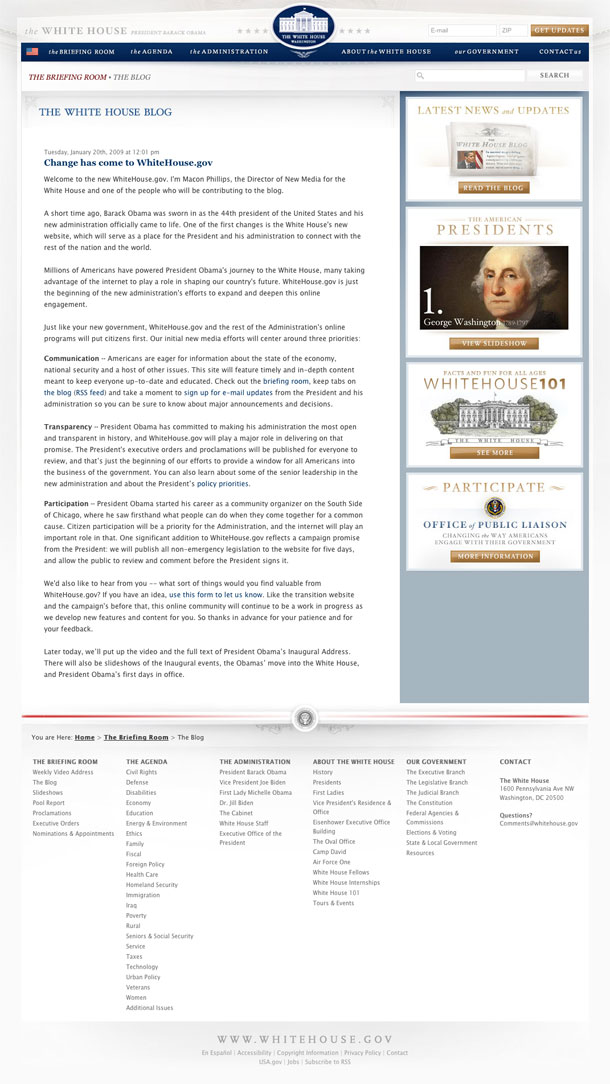 the WHITE HOUSE PRESIDENT BARACK OBAMA
THE WHITE HOUSE
WASHINGTON
E-mail
ZIP
GET UPDATES
the BRIEFING ROOM
the AGENDA
the ADMINISTRATION
ABOUT the WHITE HOUSE
our GOVERNMENT
CONTACT us
THE BRIEFING ROOM • THE BLOG
SEARCH
THE WHITE HOUSE BLOG
Tuesday, January 20th, 2009 at 12:01 pm
Change has come to WhiteHouse.gov
Welcome to the new WhiteHouse.gov. I'm Macon Phillips, the Director of New Media for the
White House and one of the people who will be contributing to the blog.
A short time ago, Barack Obama was sworn in as the 44th president of the United States and his
new administration officially came to life. One of the first changes is the White House's new
website, which will serve as a place for the President and his administration to connect with the
rest of the nation and the world.
Millions of Americans have powered President Obama's journey to the White House, many taking
advantage of the internet to play a role in shaping our country's future. WhiteHouse.gov is just
the beginning of the new administration's efforts to expand and deepen this online
engagement.
Just like your new government, WhiteHouse.gov and the rest of the Administration's online
programs will put citizens first. Our initial new media efforts will center around three priorities:
Communication -- Americans are eager for information about the state of the economy,
national security and a host of other issues. This site will feature timely and in-depth content
meant to keep everyone up-to-date and educated. Check out the briefing room, keep tabs on
the blog (RSS feed) and take a moment to sign up for e-mail updates from the President and his
administration so you can be sure to know about major announcements and decisions.
Transparency -- President Obama has committed to making his administration the most open
and transparent in history, and WhiteHouse.gov will play a major role in delivering on that
promise. The President's executive orders and proclamations will be published for everyone to
review, and that's just the beginning of our efforts to provide a window for all Americans into
the business of the government. You can also learn about some of the senior leadership in the
new administration and about the President's policy priorities.
Participation -- President Obama started his career as a community organizer on the South Side
of Chicago, where he saw firsthand what people can do when they come together for a common
cause. Citizen participation will be a priority for the Administration, and the internet will play an
important role in that. One significant addition to WhiteHouse.gov reflects a campaign promise
from the President: we will publish all non-emergency legislation to the website for five days,
and allow the public to review and comment before the President signs it.
We'd also like to hear from you -- what sort of things would you find valuable from
WhiteHouse.gov? If you have an idea, use this form to let us know. Like the transition website
and the campaign's before that, this online community will continue to be a work in progress as
we develop new features and content for you. So thanks in advance for your patience and for
your feedback.
Later today, we'll put up the video and the full text of President Obama's Inaugural Address.
There will also be slideshows of the Inaugural events, the Obamas' move into the White House,
and President Obama's first days in office.
LATEST NEWS and UPDATES
WHITE HOUSE BLOG
READ THE BLOG
THE AMERICAN
PRESIDENTS
1.
George Washington 1789-1797
VIEW SLIDESHOW
FACTS AND FUN FOR ALL AGES
WHITEHOUSE101
THE WHITE HOUSE
SEE MORE
PARTICIPATE
OFFICE of PUBLIC LIAISON
CHANGING the WAY AMERICANS
ENGAGE WITH THEIR GOVERNMENT
MORE INFORMATION
You are Here: Home > The Briefing Room > The Blog
THE BRIEFING ROOM
Weekly Video Address
The Blog
Slideshows
Pool Report
Proclamations
Executive Orders
Nominations & Appointments
THE AGENDA
Civil Rights
Defense
Disabilities
Economy
Education
Energy & Environment
Ethics
Family
Fiscal
Foreign Policy
Health Care
Homeland Security
Immigration
Iraq
Poverty
Rural
Seniors & Social Security
Service
Taxes
Technology
Urban Policy
Veterans
Women
Additional Issues
THE ADMINISTRATION
President Barack Obama
Vice President Joe Biden
First Lady Michelle Obama
Dr. Jill Biden
The Cabinet
White House Staff
Executive Office of the
President
ABOUT THE WHITE HOUSE
History
Presidents
First Ladies
Vice President's Residence &
Office
Eisenhower Executive Office
Building
The Oval Office
Camp David
Air Force One
White House Fellows
White House Internships
White House 101
Tours & Events
OUR GOVERNMENT
The Executive Branch
The Legislative Branch
The Judicial Branch
The Constitution
Federal Agencies &
Commissions
Elections & Voting
State & Local Government
Resources
CONTACT
The White House
1600 Pennsylvania Ave NW
Washington, DC 20500
Questions?
Comments@whitehouse.gov
WWW.WHITEHOUSE.GOV
En Español | Accessibility | Copyright Information | Privacy Policy | Contact
USA.gov | Jobs | Subscribe to RSS